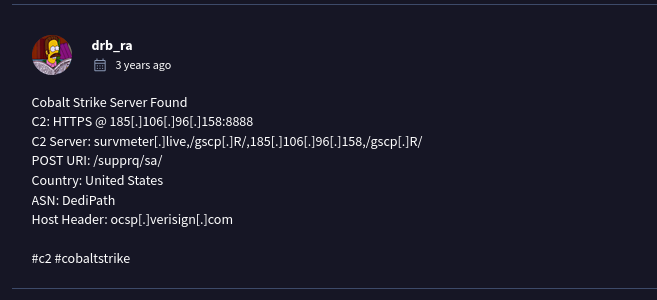 drb_ra
3 years ago
Cobalt Strike Server Found
C2: HTTPS @ 185[.]106[.]96[.]158:8888
C2 Server: survmeter[.]live,/gscp[.]R/,185[.]106[.]96[.]158,/gscp[.]R/
POST URI: /supprq/sa/
Country: United States
ASN: DediPath
Host Header: ocsp[.]verisign[.]com
#c2 #cobaltstrike